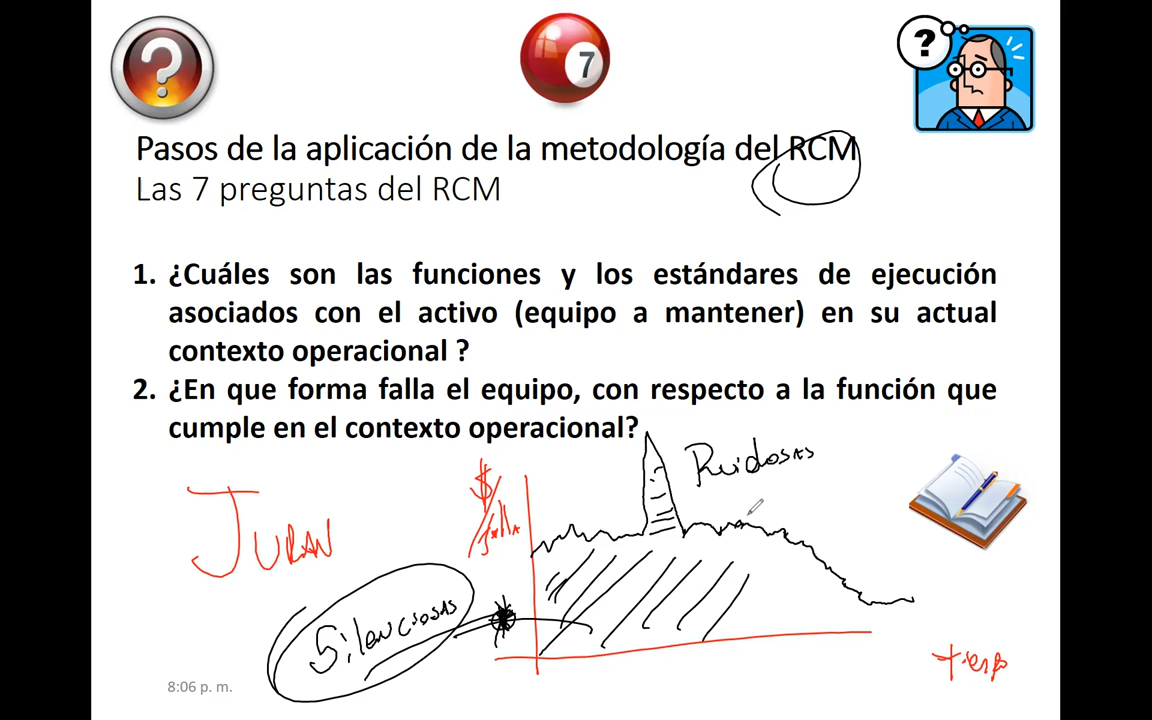 ?
7
?
Pasos de la aplicación de la metodología del RCM
Las 7 preguntas del RCM
1. ¿Cuáles son las funciones y los estándares de ejecución
asociados con el activo (equipo a mantener) en su actual
contexto operacional ?
2. ¿En que forma falla el equipo, con respecto a la función que
cumple en el contexto operacional?
Ruidosas
$/falla
JURAN
Silenciosas
8:06 p. m.